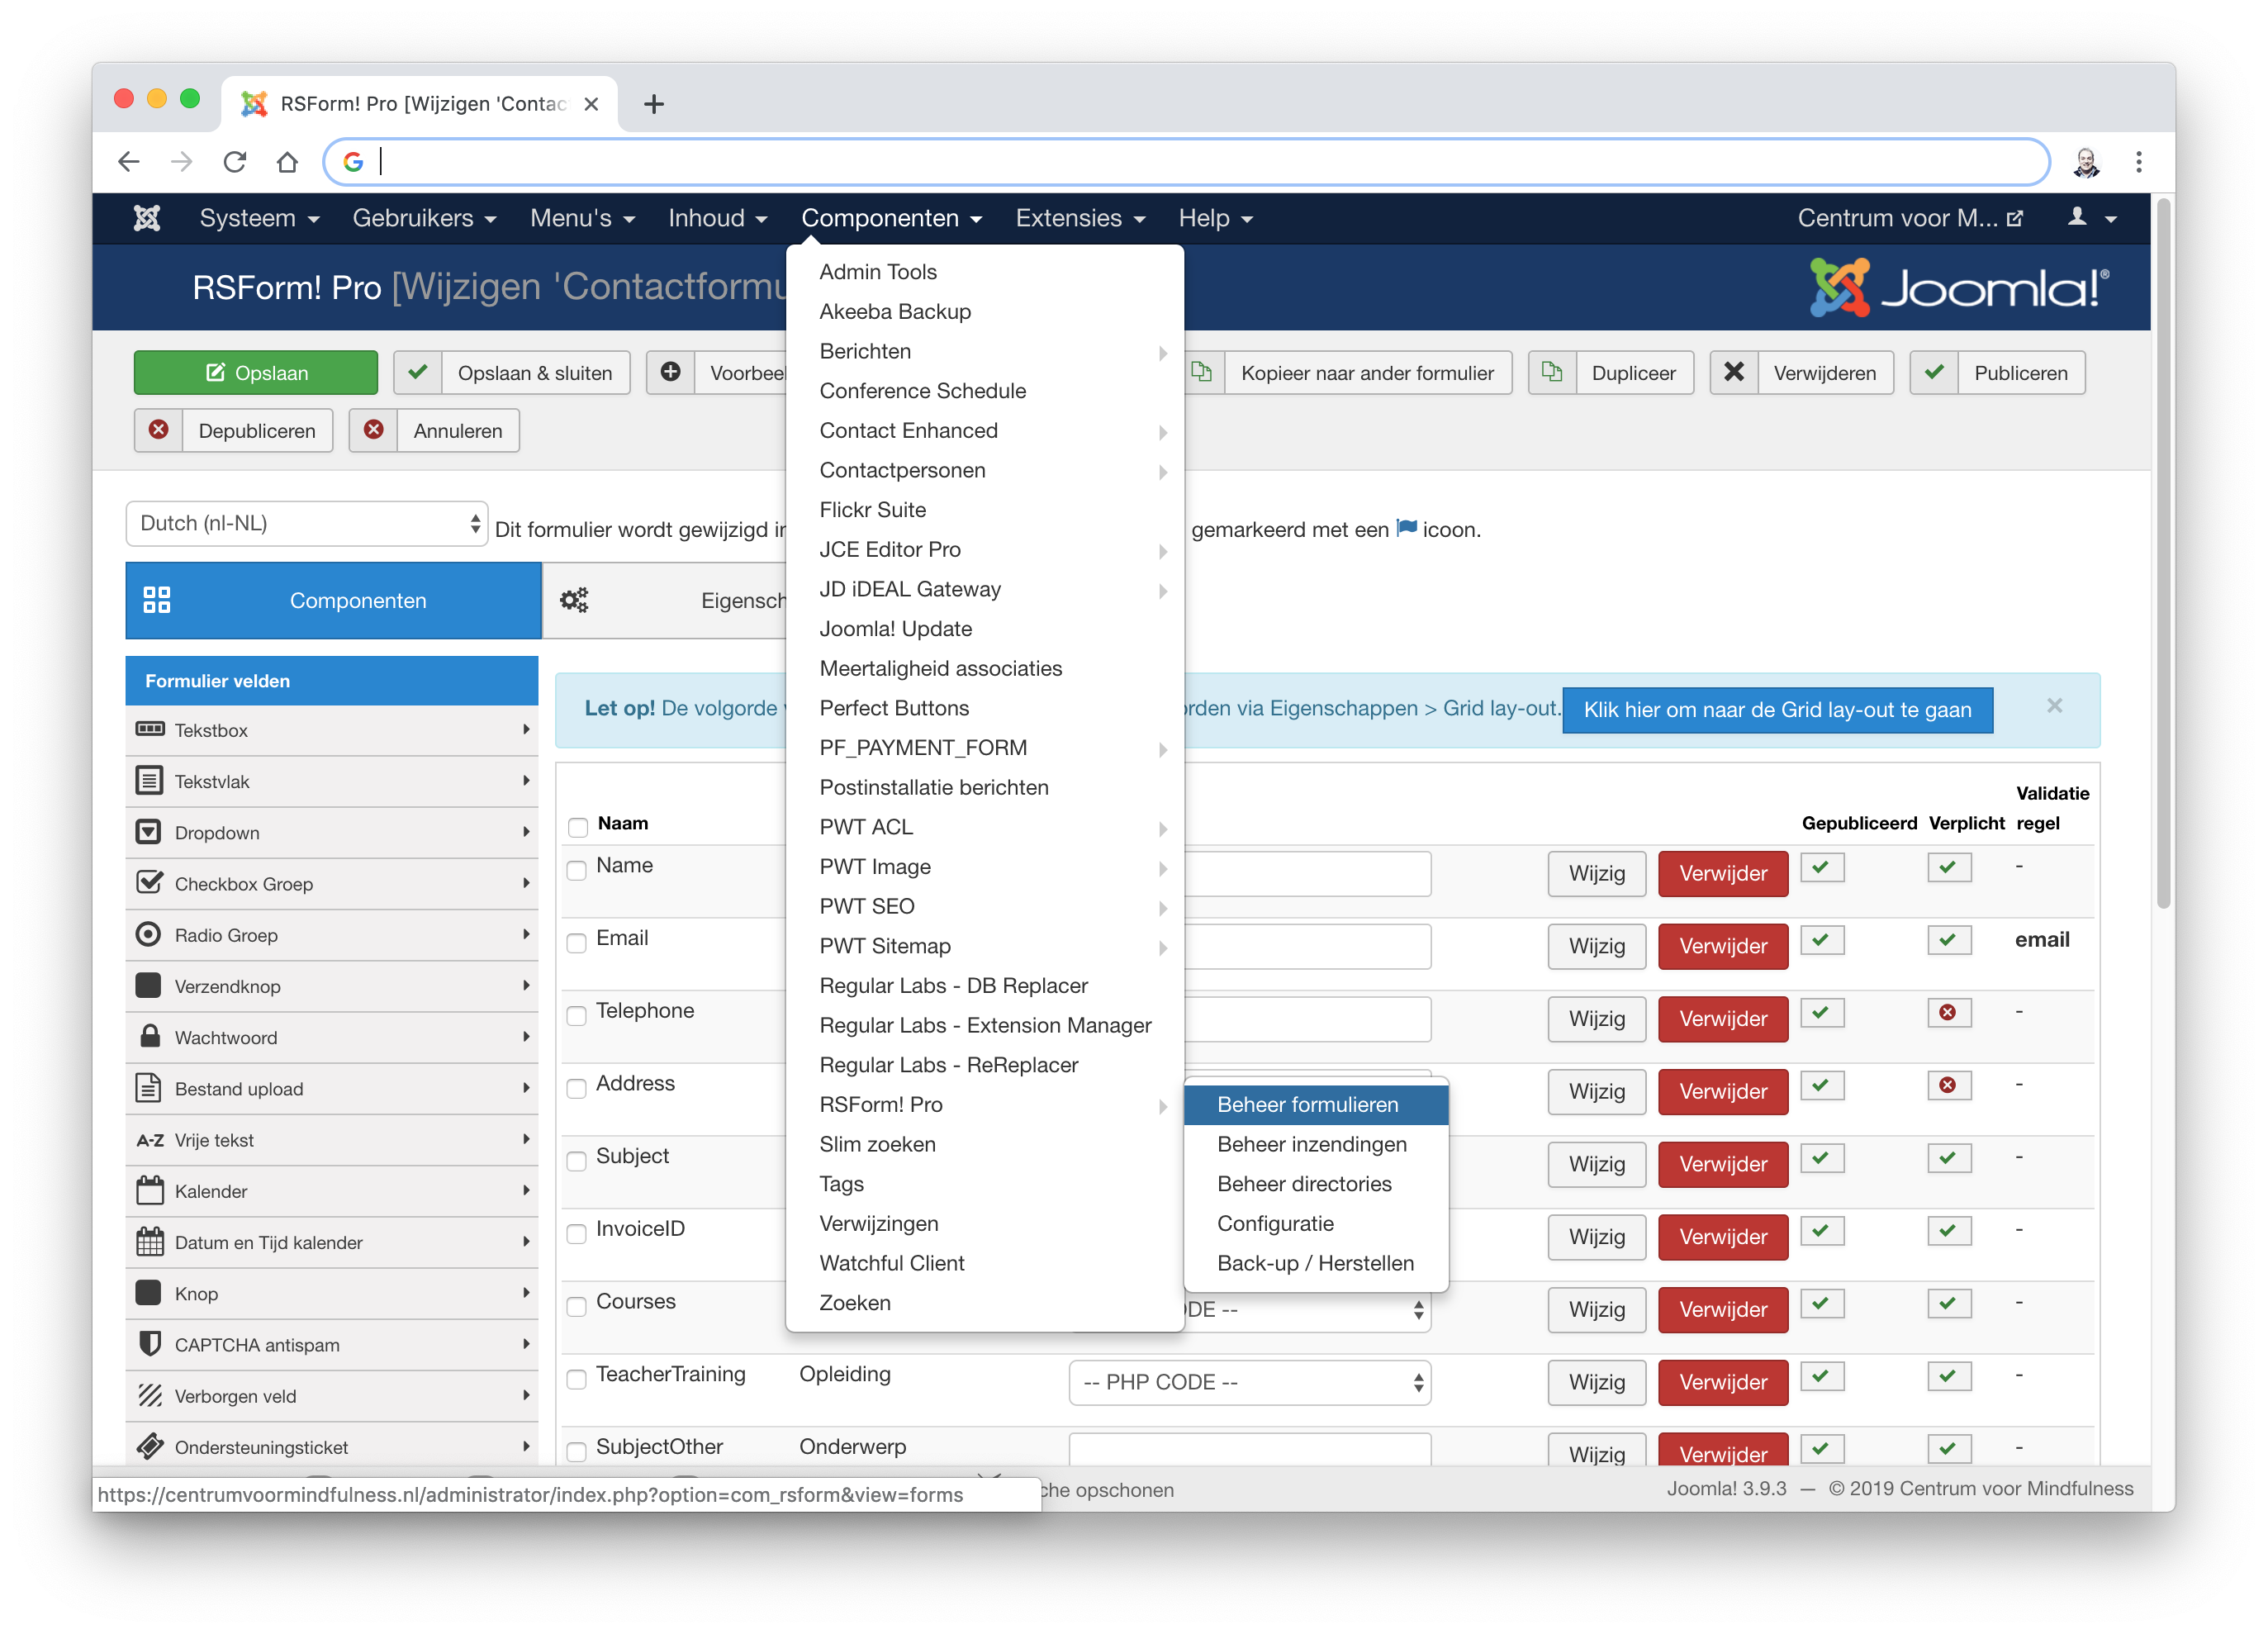 RSForm! Pro [Wijzigen 'Contac
Systeem Gebruikers Menu's Inhoud Componenten Extensies Help Centrum voor M...
RSForm! Pro [Wijzigen 'Contactformu
Joomla!®
Opslaan Opslaan & sluiten Voorbeel Kopieer naar ander formulier Dupliceer Verwijderen Publiceren
Depubliceren Annuleren
Dutch (nl-NL) Dit formulier wordt gewijzigd in gemarkeerd met een icoon.
Componenten Eigensch
Let op! De volgorde orden via Eigenschappen > Grid lay-out. Klik hier om naar de Grid lay-out te gaan
Formulier velden
Tekstbox
Tekstvlak
Dropdown
Checkbox Groep
Radio Groep
Verzendknop
Wachtwoord
Bestand upload
A-Z Vrije tekst
Kalender
Datum en Tijd kalender
Knop
CAPTCHA antispam
Verborgen veld
Ondersteuningsticket
Admin Tools
Akeeba Backup
Berichten
Conference Schedule
Contact Enhanced
Contactpersonen
Flickr Suite
JCE Editor Pro
JD iDEAL Gateway
Joomla! Update
Meertaligheid associaties
Perfect Buttons
PF_PAYMENT_FORM
Postinstallatie berichten
PWT ACL
PWT Image
PWT SEO
PWT Sitemap
Regular Labs - DB Replacer
Regular Labs - Extension Manager
Regular Labs - ReReplacer
RSForm! Pro
Slim zoeken
Tags
Verwijzingen
Watchful Client
Zoeken
Beheer formulieren
Beheer inzendingen
Beheer directories
Configuratie
Back-up / Herstellen
Naam Gepubliceerd Verplicht Validatie regel
Name Wijzig Verwijder -
Email Wijzig Verwijder email
Telephone Wijzig Verwijder -
Address Wijzig Verwijder -
Subject Wijzig Verwijder -
InvoiceID Wijzig Verwijder -
Courses DE -- Wijzig Verwijder -
TeacherTraining Opleiding -- PHP CODE -- Wijzig Verwijder -
SubjectOther Onderwerp Wijzig Verwijder -
https://centrumvoormindfulness.nl/administrator/index.php?option=com_rsform&view=forms
che opschonen
Joomla! 3.9.3 — © 2019 Centrum voor Mindfulness